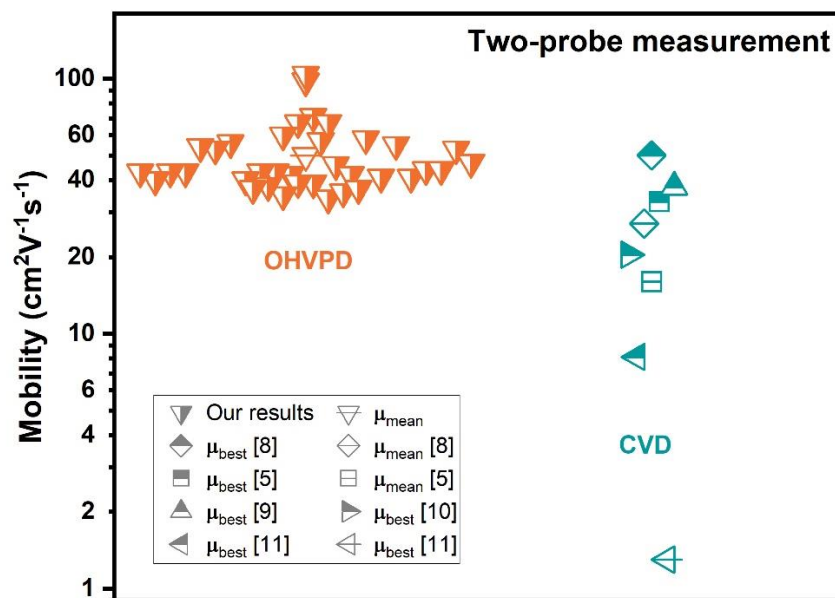 Two-probe measurement
Mobility (cm²V⁻¹s⁻¹)
100
60
40
20
10
6
4
2
1
OHVPD
CVD
Our results
μmean
μbest [8]
μmean [8]
μbest [5]
μmean [5]
μbest [9]
μbest [10]
μbest [11]
μbest [11]